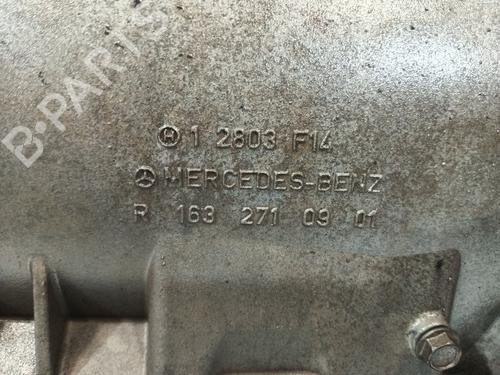 B-PARTS
H 1 2803 F14
MERCEDES-BENZ
R 163 271 09 01